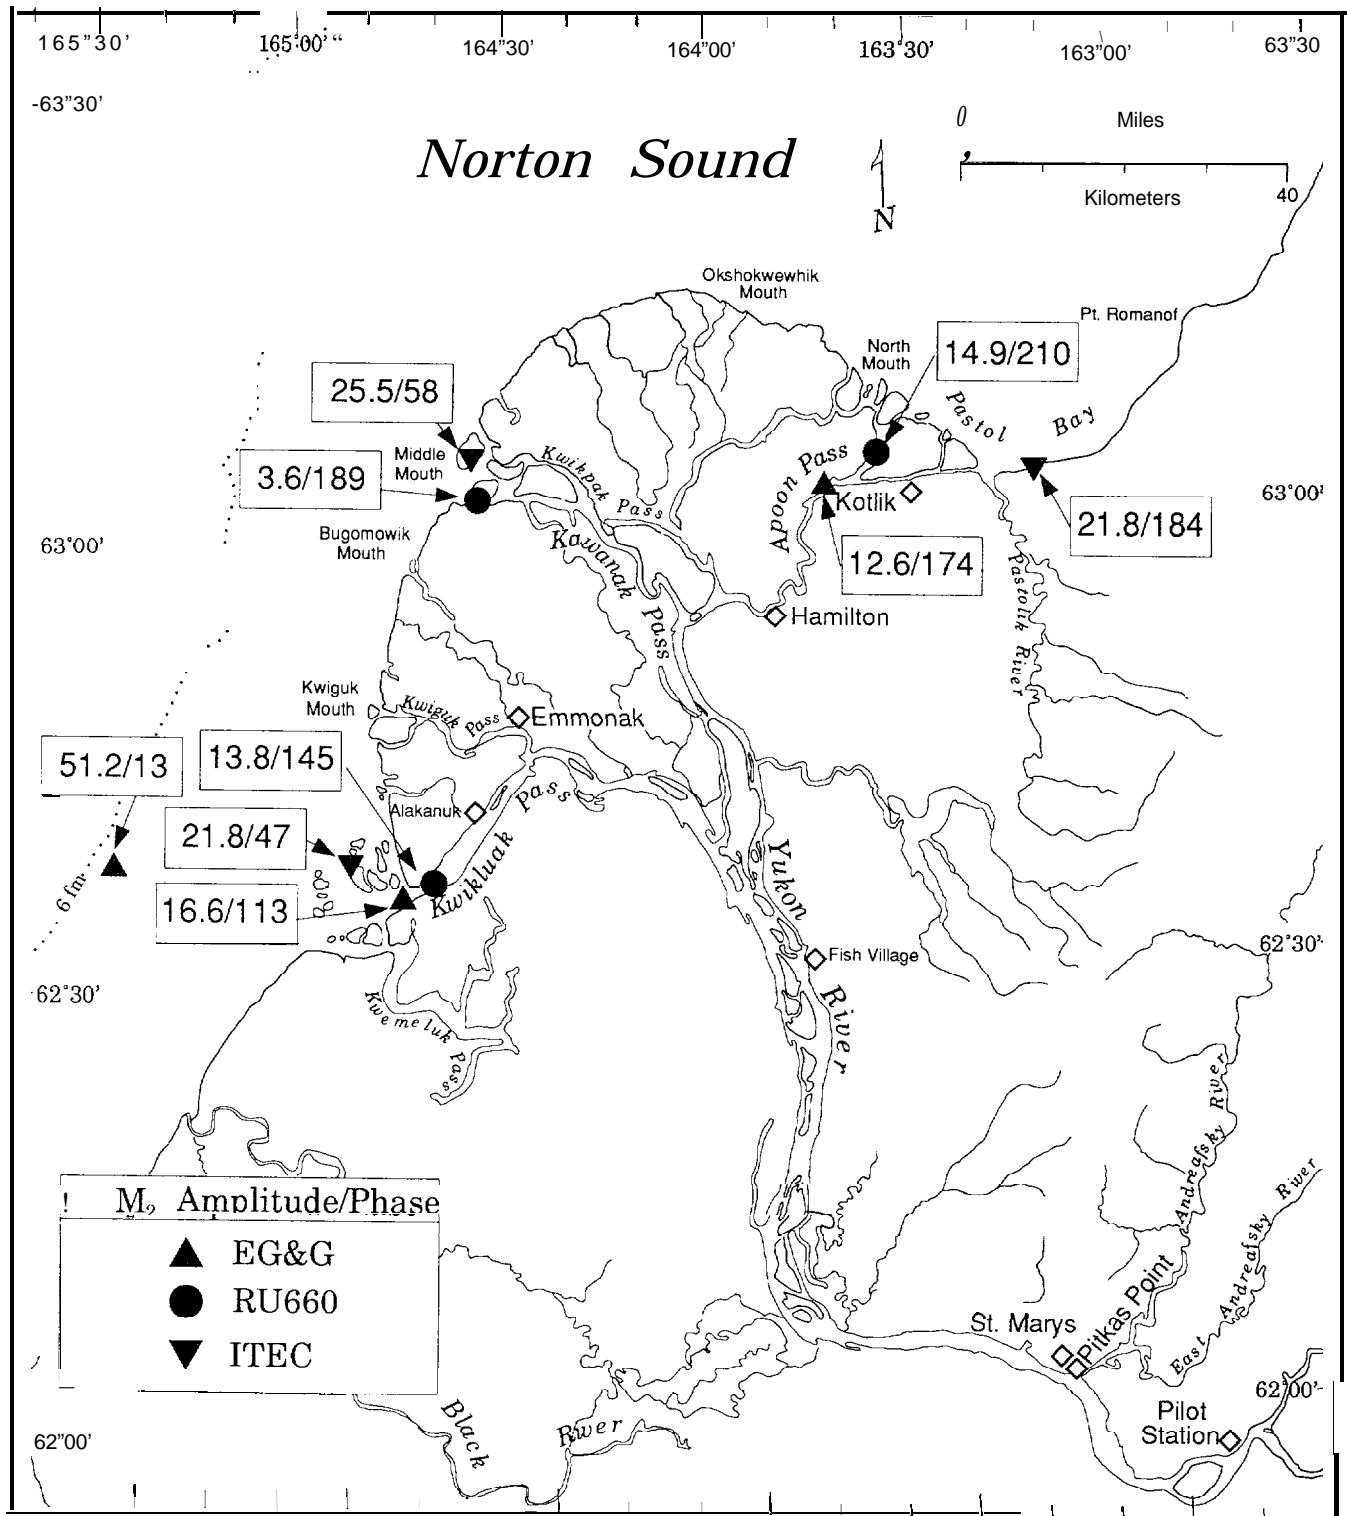 165"30'
165°00'“
164"30'
164"00'
163°30'
163"00'
63"30
-63"30'
0
Miles
Norton Sound
Kilometers
40
N
Okshokwewhik
Mouth
Pt. Romanof
North
Mouth
14.9/210
25.5/58
Pastol
Bay
Middle
Mouth
3.6/189
Kwikpak
Pass
Apoon Pass
Kotlik
63°00'
21.8/184
Bugomowik
Mouth
63"00'
Kawanak
Pass
12.6/174
Pastolik River
Hamilton
Kwiguk
Mouth
Kwiguk
Pass
Emmonak
51.2/13
13.8/145
Alakanuk
Pass
21.8/47
Kwikluak
Yukon
6 fm
16.6/113
Fish Village
62°30'
62°30'
River
Kwemeluk
Pass
Andreafsky River
East Andreafsky River
! M2 Amplitude/Phase
EG&G
RU660
ITEC
St. Marys
Pitkas Point
62°00'
Black
River
Pilot
Station
62"00'